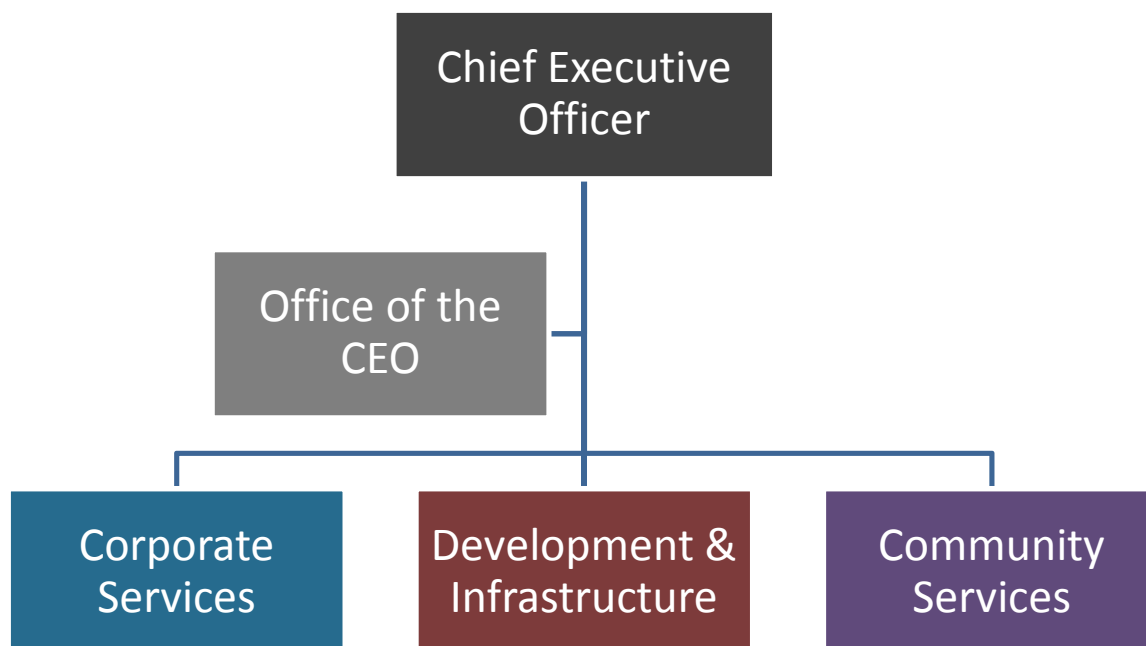 Chief Executive
Officer
Office of the
CEO
Corporate
Services
Development &
Infrastructure
Community
Services